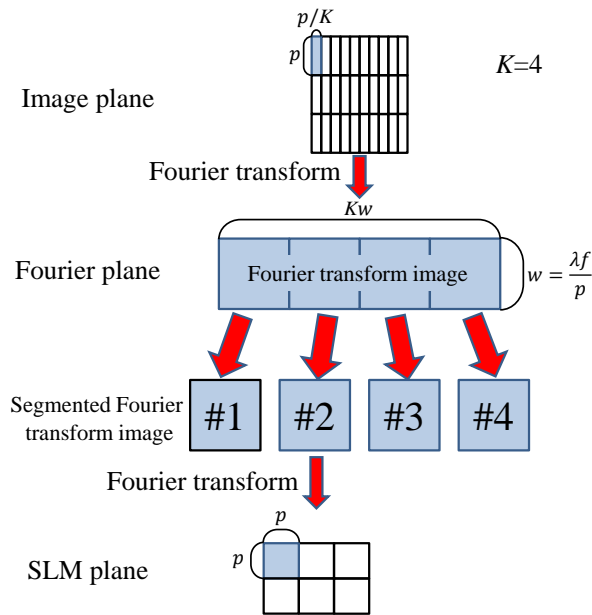 p/K
p
K=4
Image plane
Fourier transform
Kw
Fourier plane
Fourier transform image
w = λf/p
Segmented Fourier
transform image
#1 #2 #3 #4
Fourier transform
p
p
SLM plane